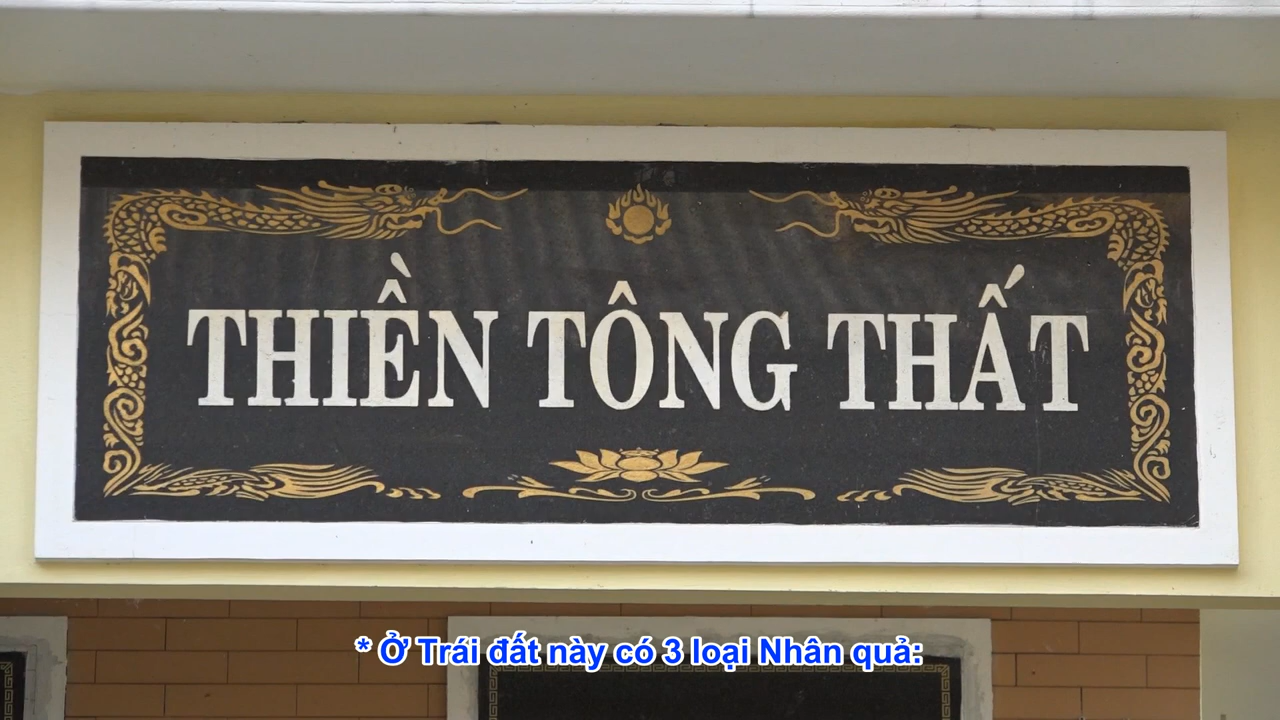 THIỀN TÔNG THẤT
* Ở Trái đất này có 3 loại Nhân quả: